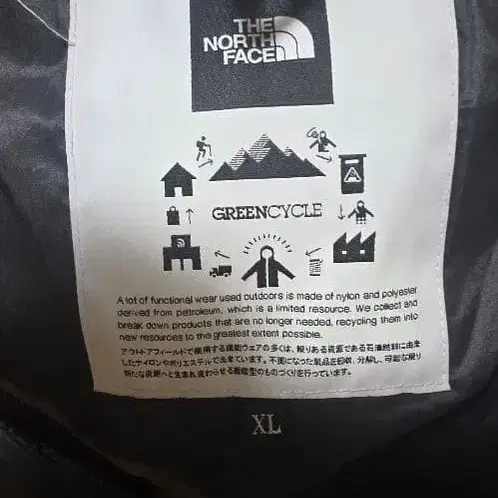 THE
NORTH
FACE
GREENCYCLE
A lot of functional wear used outdoors is made of nylon and polyester
derived from petroleum, which is a limited resource. We collect and
break down products that are no longer needed, recycling them into
new resources to the greatest extent possible.
アウトドアフィールドで使用する機能ウェアの多くは、限りある資源である石油原料に由来
したナイロンやポリエステルで出来ています。不要になった製品を回収、分解し、可能な限り
新たな資源へと生まれ変わらせる循環型のものづくりを行っています。
XL